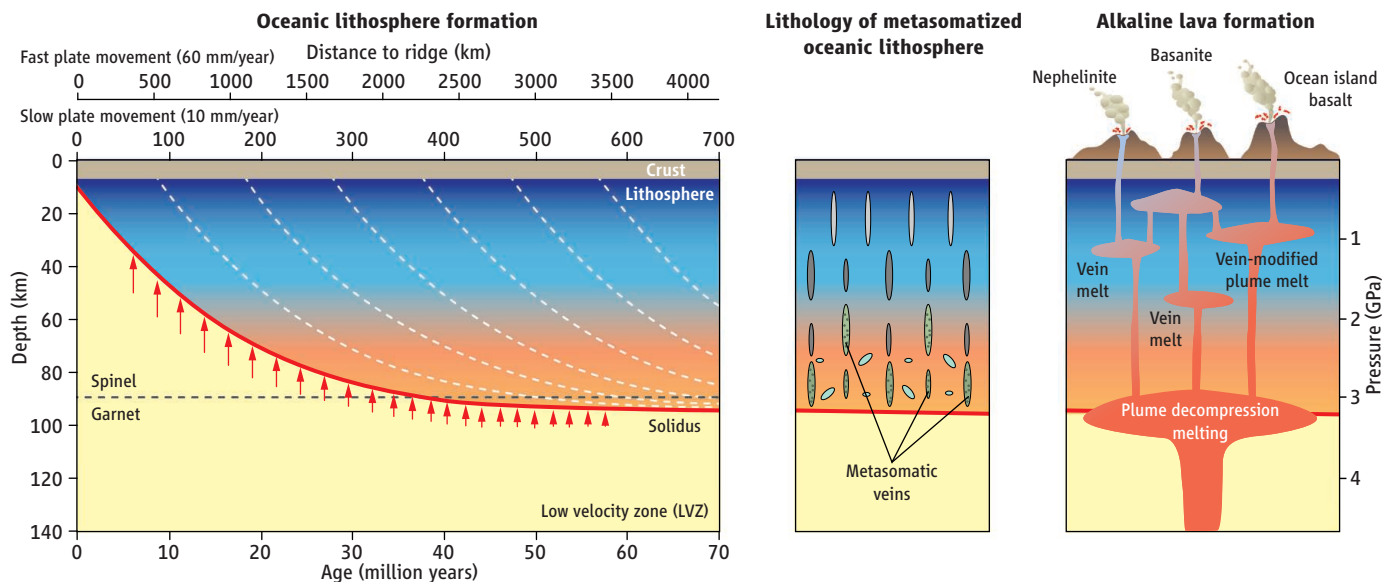 Oceanic lithosphere formation
Fast plate movement (60 mm/year)
Distance to ridge (km)
0 500 1000 1500 2000 2500 3000 3500 4000
Slow plate movement (10 mm/year)
0 100 200 300 400 500 600 700
Depth (km)
0
20
40
60
80
100
120
140
Crust
Lithosphere
Spinel
Garnet
Solidus
Low velocity zone (LVZ)
0 10 20 30 40 50 60 70
Age (million years)
Lithology of metasomatized
oceanic lithosphere
Metasomatic
veins
Alkaline lava formation
Nephelinite
Basanite
Ocean island
basalt
Vein
melt
Vein
melt
Vein-modified
plume melt
Plume decompression
melting
1
2
3
4
Pressure (GPa)